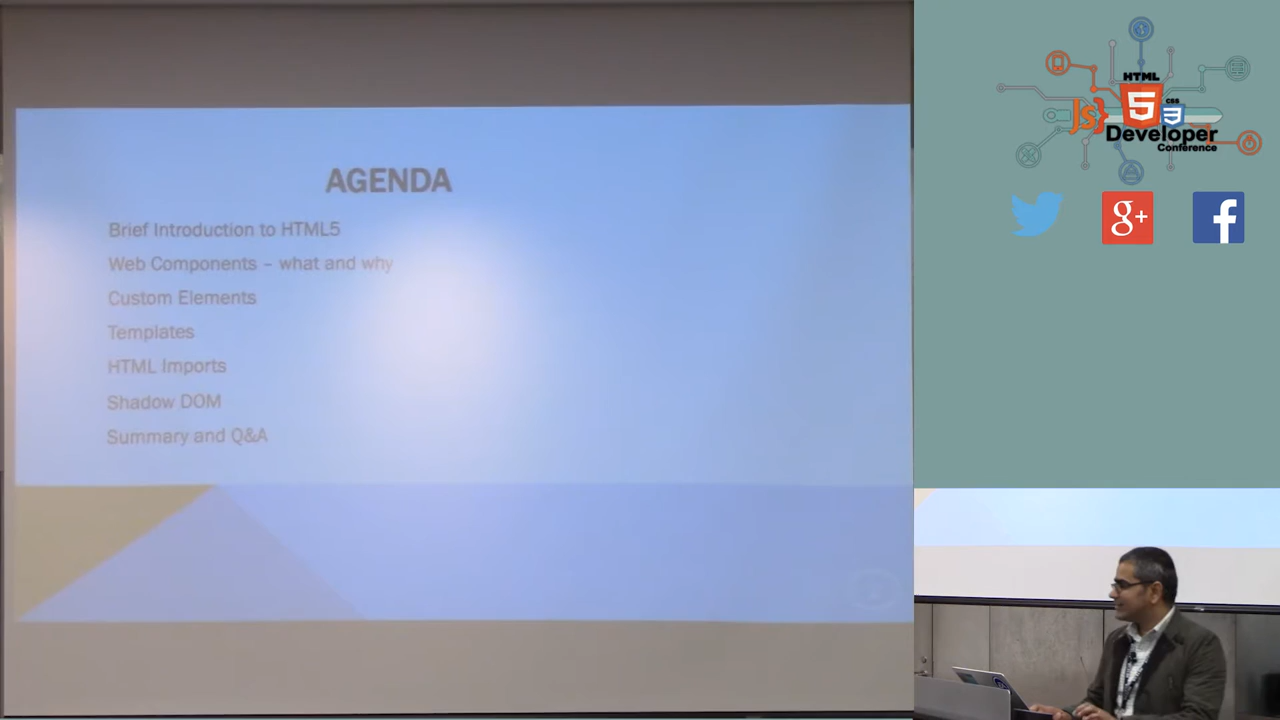 AGENDA
Brief Introduction to HTML5
Web Components – what and why
Custom Elements
Templates
HTML Imports
Shadow DOM
Summary and Q&A
HTML
5
JS}
CSS
3
Developer
Conference
g+
f